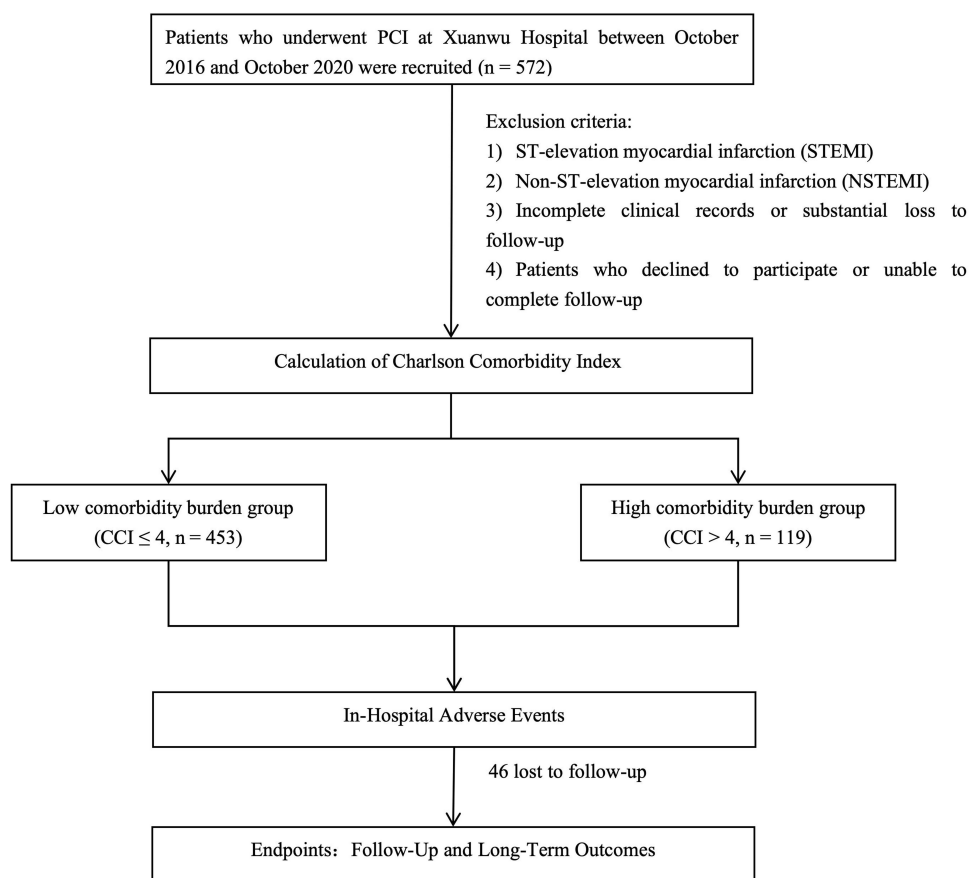 Patients who underwent PCI at Xuanwu Hospital between October
2016 and October 2020 were recruited (n = 572)
Exclusion criteria:
1) ST-elevation myocardial infarction (STEMI)
2) Non-ST-elevation myocardial infarction (NSTEMI)
3) Incomplete clinical records or substantial loss to
follow-up
4) Patients who declined to participate or unable to
complete follow-up
Calculation of Charlson Comorbidity Index
Low comorbidity burden group
(CCI ≤ 4, n = 453)
High comorbidity burden group
(CCI > 4, n = 119)
In-Hospital Adverse Events
46 lost to follow-up
Endpoints：Follow-Up and Long-Term Outcomes